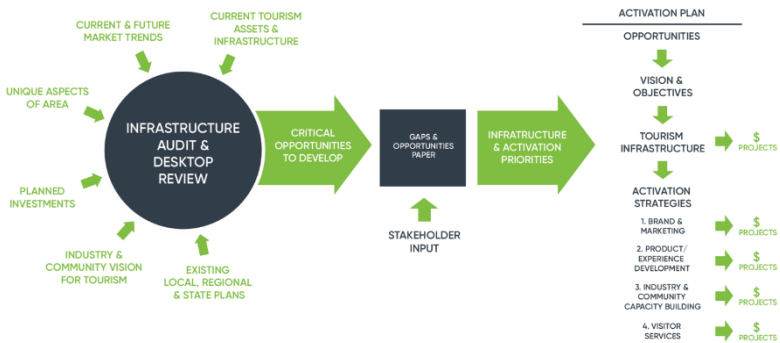 CURRENT & FUTURE
MARKET TRENDS
CURRENT TOURISM
ASSETS &
INFRASTRUCTURE
UNIQUE ASPECTS
OF AREA
PLANNED
INVESTMENTS
INDUSTRY &
COMMUNITY VISION
FOR TOURISM
EXISTING
LOCAL, REGIONAL
& STATE PLANS
INFRASTRUCTURE
AUDIT &
DESKTOP
REVIEW
CRITICAL
OPPORTUNITIES
TO DEVELOP
GAPS &
OPPORTUNITIES
PAPER
STAKEHOLDER
INPUT
INFRATRUCTURE
& ACTIVATION
PRIORITIES
ACTIVATION PLAN
OPPORTUNITIES
VISION &
OBJECTIVES
TOURISM
INFRASTRUCTURE
$
PROJECTS
ACTIVATION
STRATEGIES
1. BRAND &
MARKETING
$
PROJECTS
2. PRODUCT/
EXPERIENCE
DEVELOPMENT
$
PROJECTS
3. INDUSTRY &
COMMUNITY
CAPACITY BUILDING
$
PROJECTS
4. VISITOR
SERVICES
$
PROJECTS